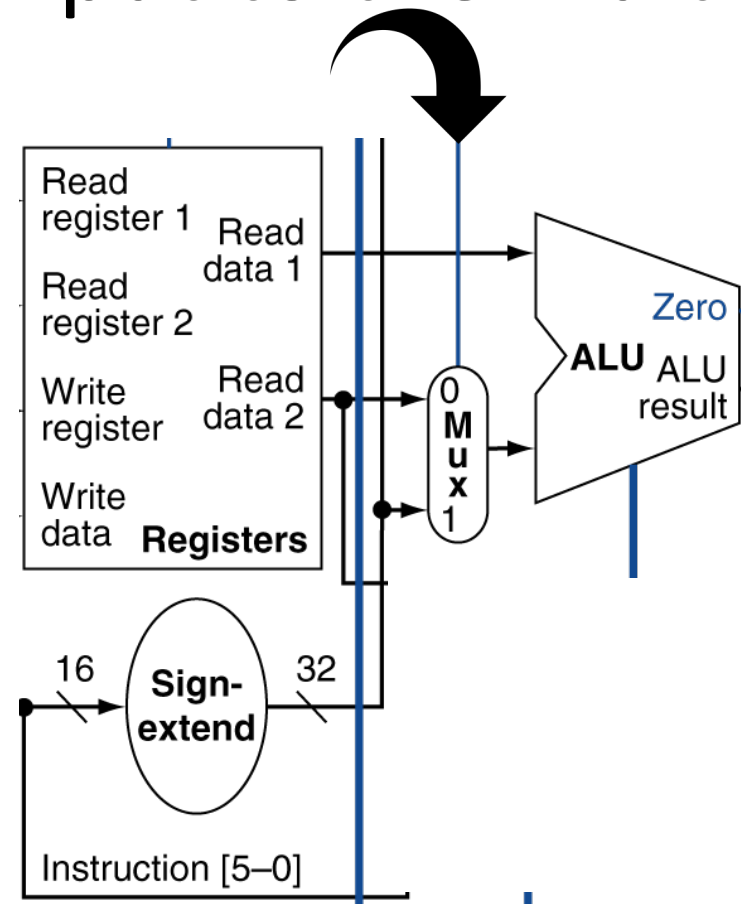 Read
register 1
Read
data 1
Read
register 2
Read
data 2
Write
register
Write
data
Registers
0
M
u
x
1
Zero
ALU
ALU
result
16
Sign-
extend
32
Instruction [5–0]